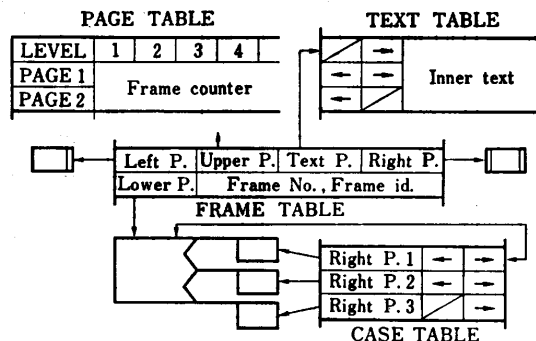 PAGE TABLE
TEXT TABLE
LEVEL 1 2 3 4
PAGE 1
PAGE 2
Frame counter
Inner text
Left P. Upper P. Text P. Right P.
Lower P. Frame No., Frame id.
FRAME TABLE
Right P. 1
Right P. 2
Right P. 3
CASE TABLE